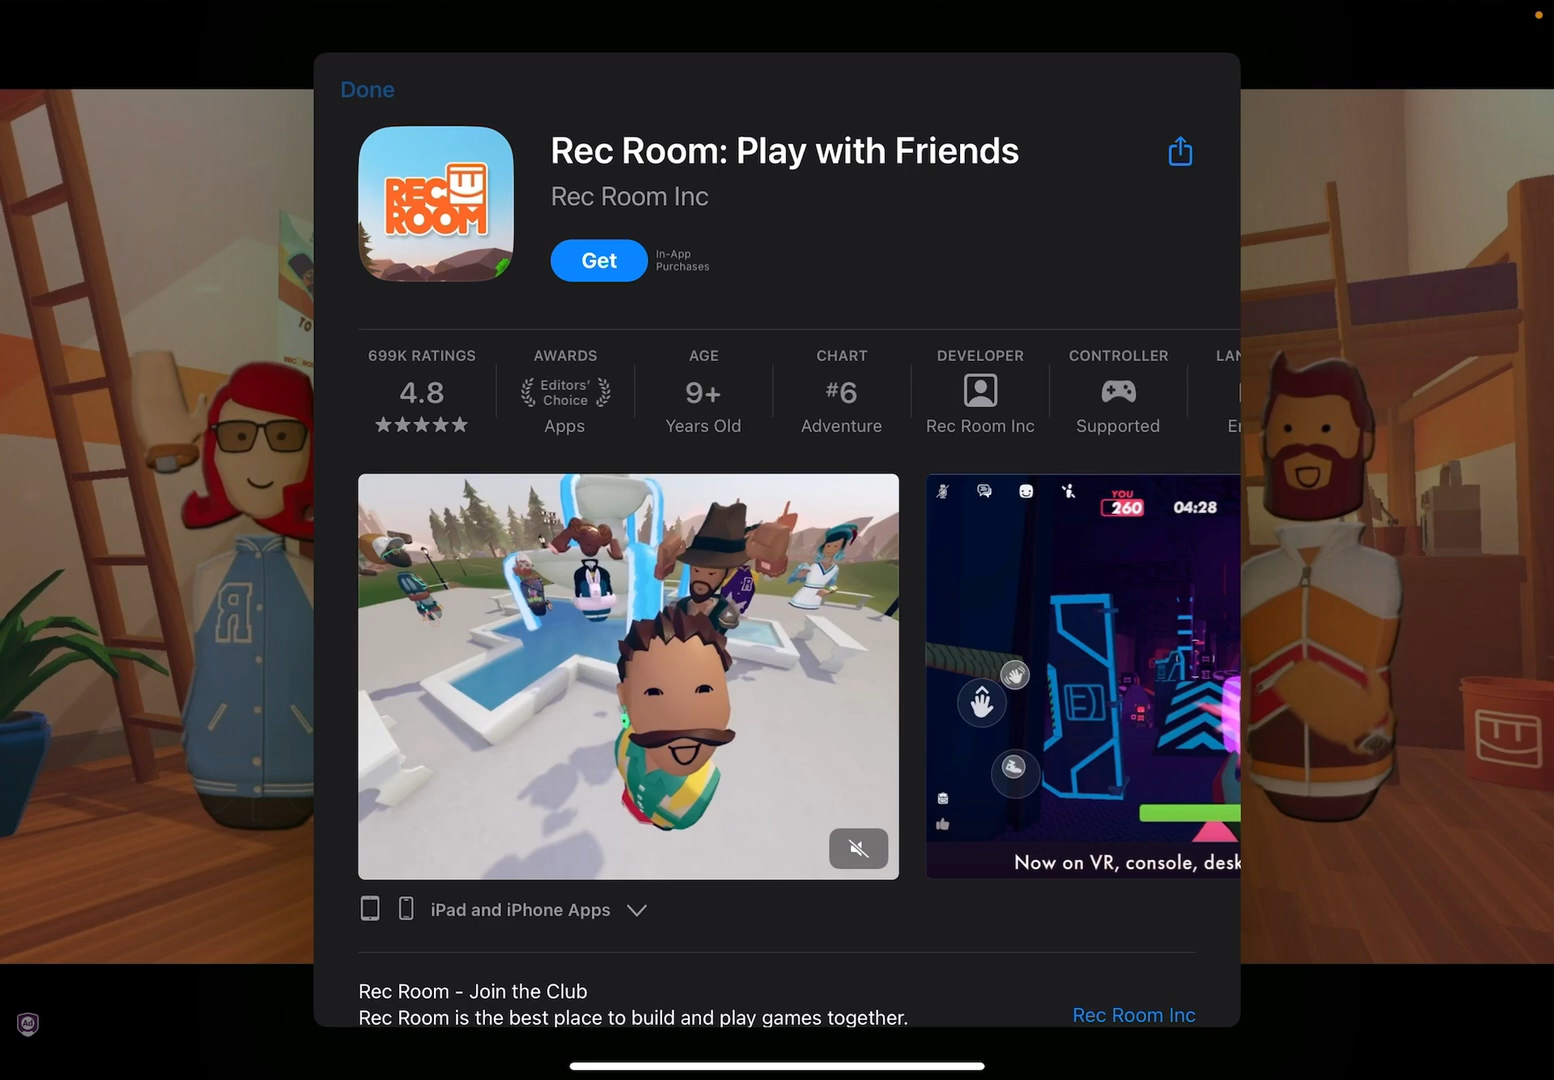 Done
REC
ROOM
Rec Room: Play with Friends
Rec Room Inc
Get
In-App
Purchases
699K RATINGS
4.8
AWARDS
Editors'
Choice
Apps
AGE
9+
Years Old
CHART
#6
Adventure
DEVELOPER
Rec Room Inc
CONTROLLER
Supported
TO
R
YOU
260
04:28
Now on VR, console,
iPad and iPhone Apps
Rec Room - Join the Club
Rec Room is the best place to build and play games together.
Rec Room Inc
Ad